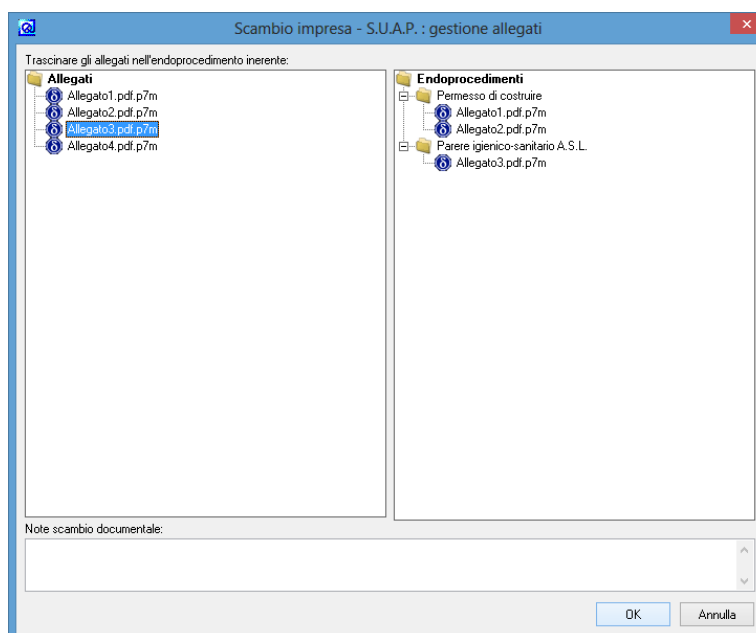 Scambio impresa - S.U.A.P. : gestione allegati
Trascinare gli allegati nell'endoprocedimento inerente:
Allegati
Allegato1.pdf.p7m
Allegato2.pdf.p7m
Allegato3.pdf.p7m
Allegato4.pdf.p7m
Endoprocedimenti
Permesso di costruire
Allegato1.pdf.p7m
Allegato2.pdf.p7m
Parere igienico-sanitario A.S.L.
Allegato3.pdf.p7m
Note scambio documentale:
OK
Annulla